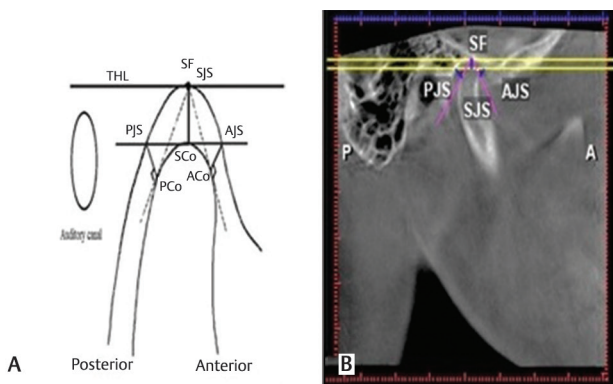 SF
THL
SJS
PJS
AJS
SCo
ACo
PCo
Auditory canal
A
Posterior
Anterior
SF
PJS
AJS
SJS
P
A
B